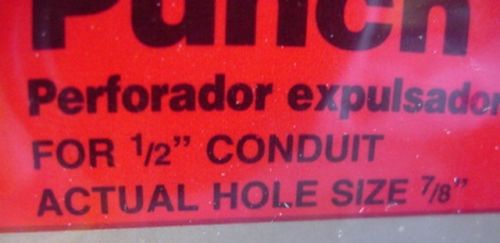 Punch
Perforador expulsador
FOR 1/2" CONDUIT
ACTUAL HOLE SIZE 7/8"